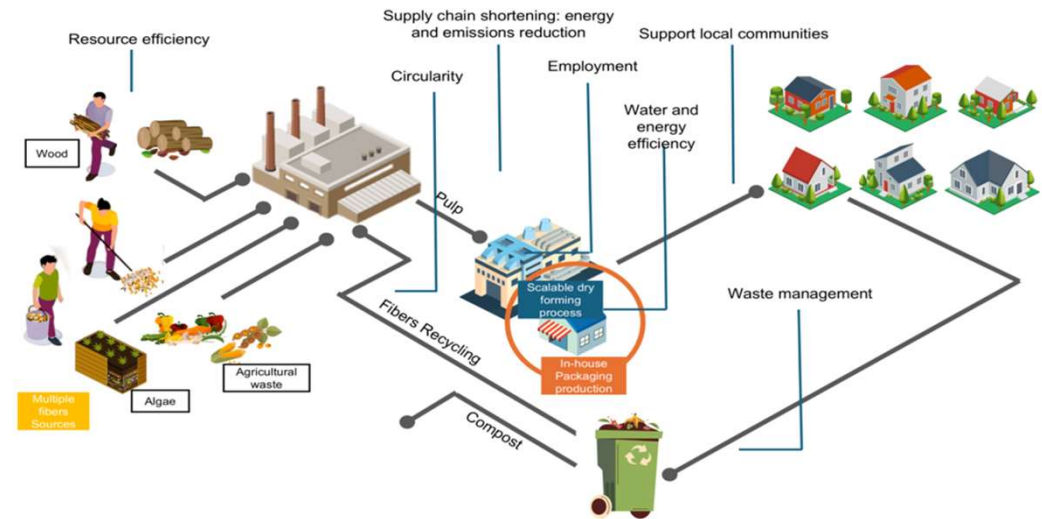 Supply chain shortening: energy
and emissions reduction
Resource efficiency
Support local communities
Circularity
Employment
Water and
energy
efficiency
Wood
Pulp
Scalable dry
forming
process
Waste management
Fibers Recycling
In-house
Packaging
production
Agricultural
waste
Multiple
fibers
Sources
Algae
Compost